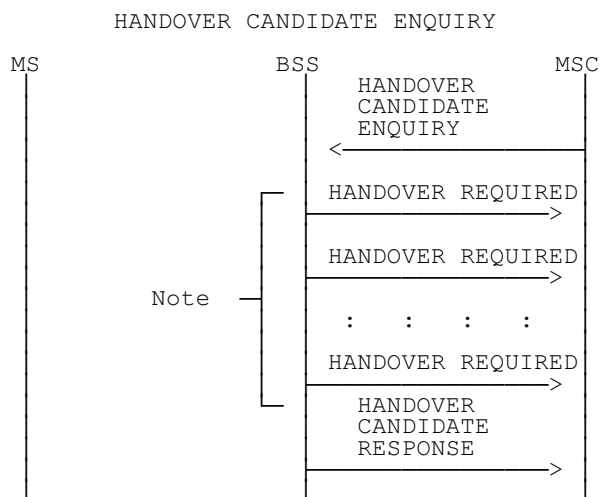 HANDOVER CANDIDATE ENQUIRY
MS BSS MSC
HANDOVER
CANDIDATE
ENQUIRY
HANDOVER REQUIRED
HANDOVER REQUIRED
Note
: : : :
HANDOVER REQUIRED
HANDOVER
CANDIDATE
RESPONSE